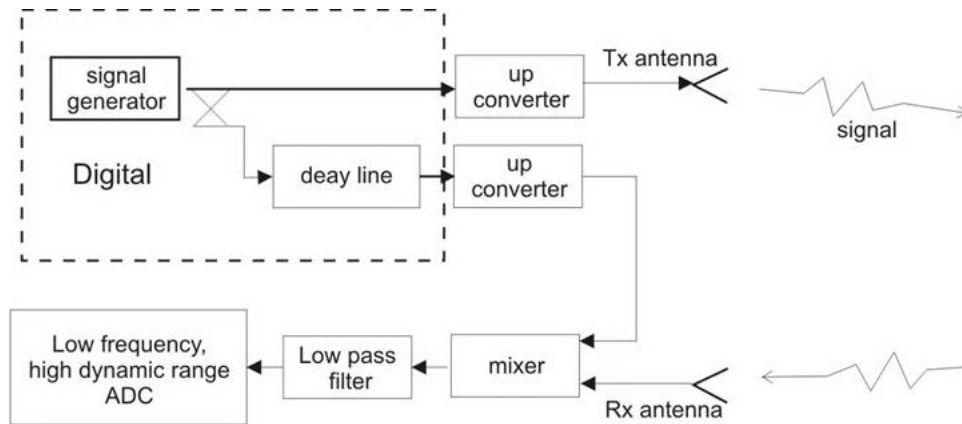 signal
generator
up
converter
Tx antenna
signal
Digital
deay line
up
converter
Low frequency,
high dynamic range
ADC
Low pass
filter
mixer
Rx antenna